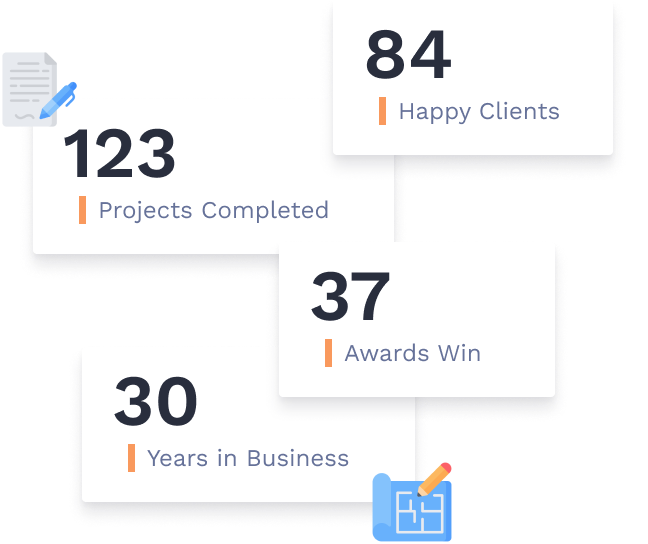 84
Happy Clients
123
Projects Completed
37
Awards Win
30
Years in Business